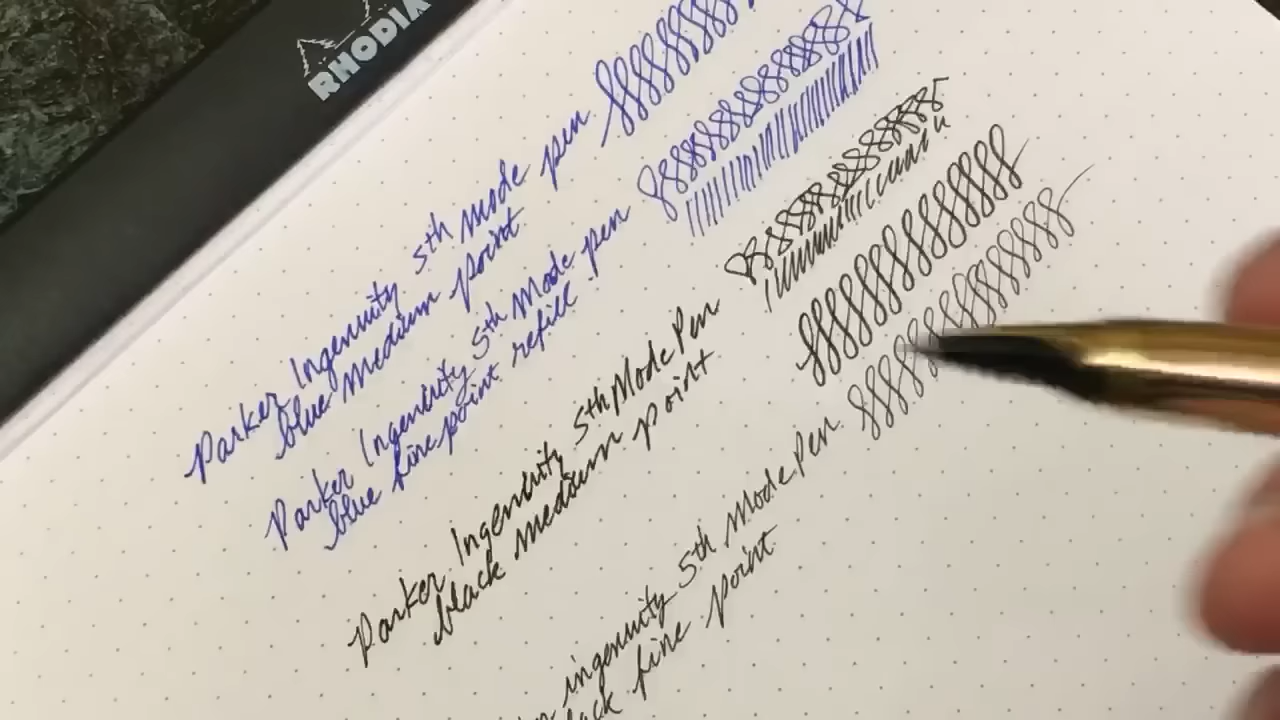 RHODIA
Parker Ingenuity 5th mode pen
blue medium point
Parker Ingenuity 5th Mode pen
blue fine point refill
Parker Ingenuity 5th Mode Pen
black medium point
ingenuity 5th Mode Pen
fine point